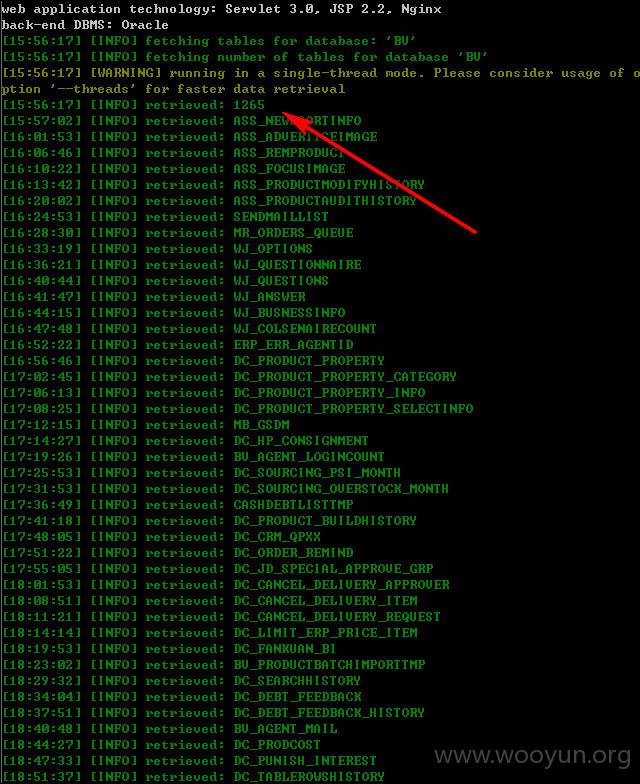 web application technology: Servlet 3.0, JSP 2.2, Nginx
back-end DBMS: Oracle
[15:56:17] [INFO] fetching tables for database: 'BV'
[15:56:17] [INFO] fetching number of tables for database 'BV'
[15:56:17] [WARNING] running in a single-thread mode. Please consider usage of o
ption '--threads' for faster data retrieval
[15:56:17] [INFO] retrieved: 1265
[15:57:02] [INFO] retrieved:
[16:01:53] [INFO] retrieved: ASS_ADVERTISEIMAGE
[16:06:46] [INFO] retrieved: ASS_REMPRODUCT
[16:10:22] [INFO] retrieved: ASS_FOCUSIMAGE
[16:13:42] [INFO] retrieved: ASS_PRODUCTMODIFYHISTORY
[16:20:02] [INFO] retrieved: ASS_PRODUCTAUDITHISTORY
[16:24:53] [INFO] retrieved: SENDMAILLIST
[16:28:30] [INFO] retrieved: MR_ORDERS_QUEUE
[16:33:19] [INFO] retrieved: WJ_OPTIONS
[16:36:21] [INFO] retrieved: WJ_QUESTIONNAIRE
[16:40:44] [INFO] retrieved: WJ_QUESTIONS
[16:41:47] [INFO] retrieved: WJ_ANSWER
[16:44:15] [INFO] retrieved: WJ_BUSNESSINFO
[16:47:48] [INFO] retrieved: WJ_COLSENAIRECOUNT
[16:52:22] [INFO] retrieved: ERP_ERR_AGENTID
[16:56:46] [INFO] retrieved: DC_PRODUCT_PROPERTY
[17:02:45] [INFO] retrieved: DC_PRODUCT_PROPERTY_CATEGORY
[17:06:13] [INFO] retrieved: DC_PRODUCT_PROPERTY_INFO
[17:08:25] [INFO] retrieved: DC_PRODUCT_PROPERTY_SELECTINFO
[17:12:15] [INFO] retrieved: MB_GSDM
[17:14:27] [INFO] retrieved: DC_HP_CONSIGNMENT
[17:19:26] [INFO] retrieved: BV_AGENT_LOGINCOUNT
[17:25:53] [INFO] retrieved: DC_SOURCING_PSI_MONTH
[17:31:53] [INFO] retrieved: DC_SOURCING_OVERSTOCK_MONTH
[17:36:49] [INFO] retrieved: CASHDEBTLISTTMP
[17:41:18] [INFO] retrieved: DC_PRODUCT_BUILDHISTORY
[17:48:05] [INFO] retrieved: DC_CRM_QPXX
[17:51:22] [INFO] retrieved: DC_ORDER_REMIND
[17:55:05] [INFO] retrieved: DC_JD_SPECIAL_APPROVE_GRP
[18:01:53] [INFO] retrieved: DC_CANCEL_DELIVERY_APPROVER
[18:08:51] [INFO] retrieved: DC_CANCEL_DELIVERY_ITEM
[18:11:21] [INFO] retrieved: DC_CANCEL_DELIVERY_REQUEST
[18:14:14] [INFO] retrieved: DC_LIMIT_ERP_PRICE_ITEM
[18:19:53] [INFO] retrieved: DC_FANKUAN_BI
[18:23:02] [INFO] retrieved: BV_PRODUCTBATCHIMPORTTMP
[18:29:32] [INFO] retrieved: DC_SEARCHHISTORY
[18:34:04] [INFO] retrieved: DC_DEBT_FEEDBACK
[18:37:51] [INFO] retrieved: DC_DEBT_FEEDBACK_HISTORY
[18:40:48] [INFO] retrieved: BV_AGENT_MAIL
[18:44:27] [INFO] retrieved: DC_PRODCOST
[18:47:33] [INFO] retrieved: DC_PUNISH_INTEREST
[18:51:37] [INFO] retrieved: DC_TABLEROWSHISTORY
www.wooyun.org